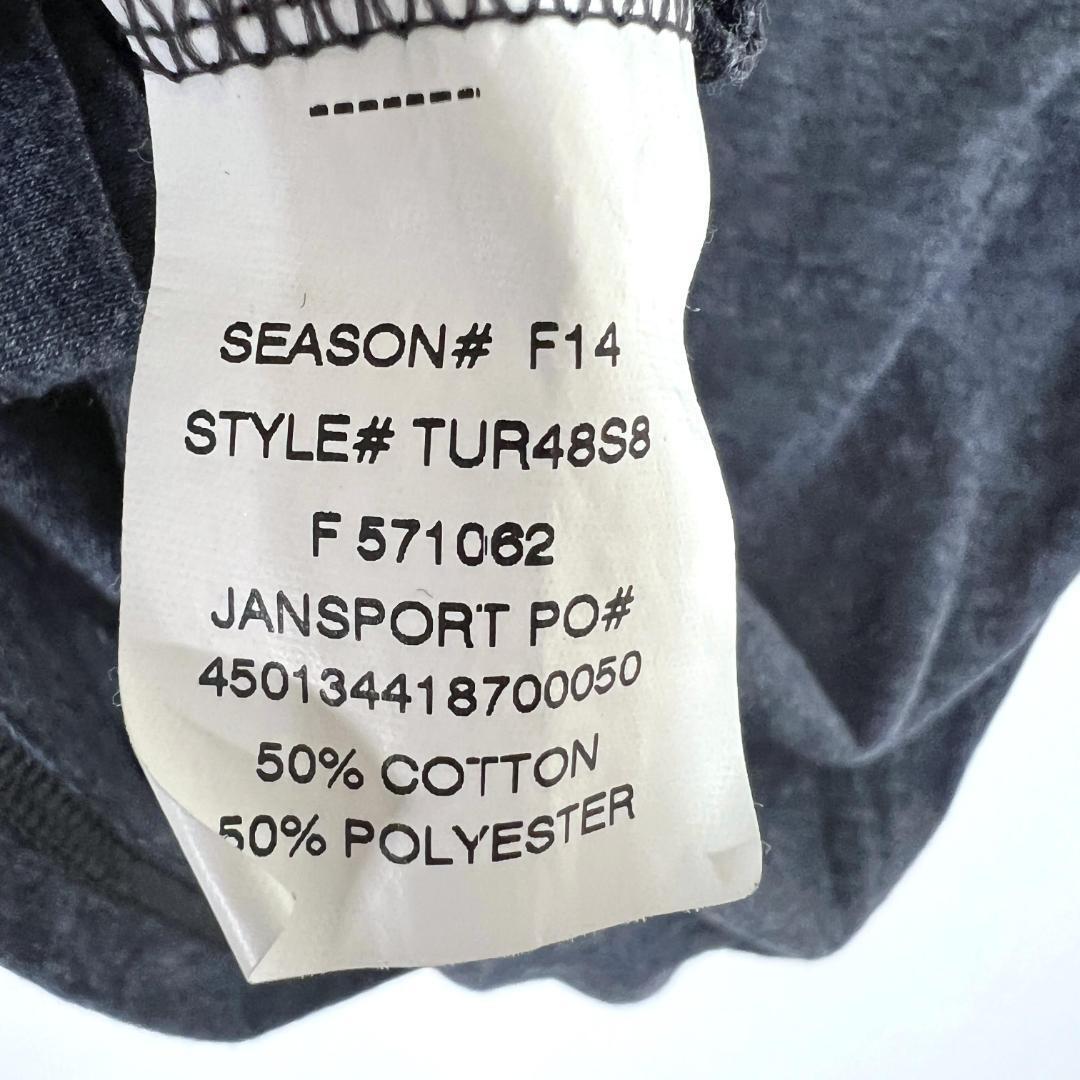 SEASON# F14
STYLE# TUR48S8
F 571062
JANSPORT PO#
450134418700050
50% COTTON
50% POLYESTER